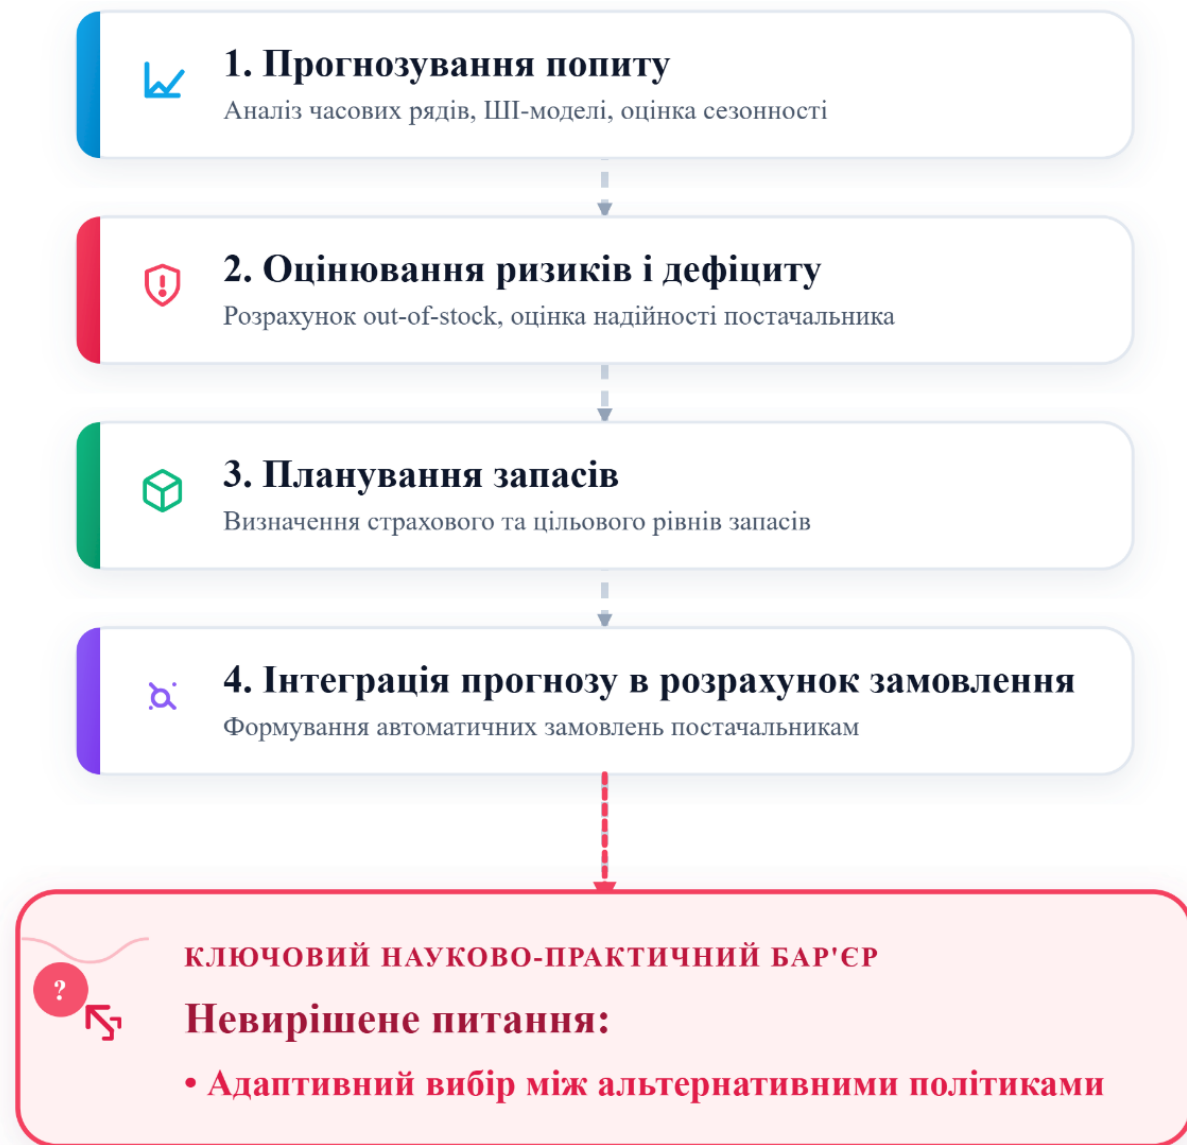 1. Прогнозування попиту
Аналіз часових рядів, ШІ-моделі, оцінка сезонності
2. Оцінювання ризиків і дефіциту
Розрахунок out-of-stock, оцінка надійності постачальника
3. Планування запасів
Визначення страхового та цільового рівнів запасів
4. Інтеграція прогнозу в розрахунок замовлення
Формування автоматичних замовлень постачальникам
КЛЮЧОВИЙ НАУКОВО-ПРАКТИЧНИЙ БАР'ЄР
?
Невирішене питання:
• Адаптивний вибір між альтернативними політиками